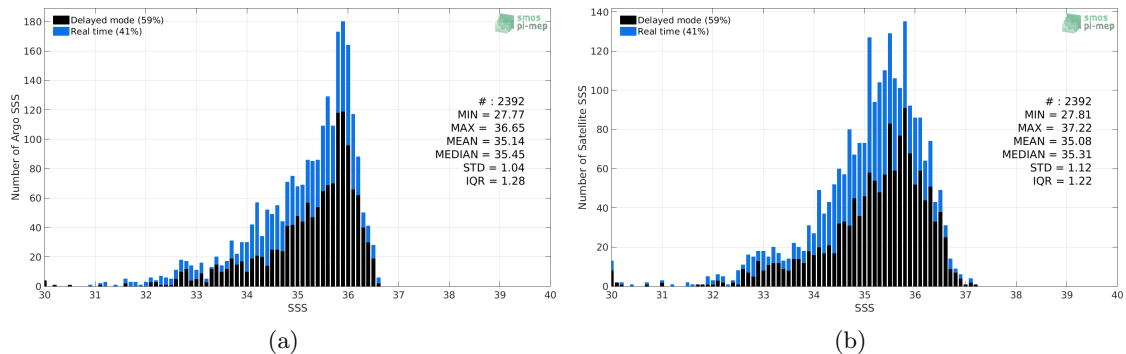 Delayed mode (59%)
Real time (41%)
smos
pi-mep
180
160
140
120
100
80
60
40
20
0
Number of Argo SSS
# : 2392
MIN = 27.77
MAX = 36.65
MEAN = 35.14
MEDIAN = 35.45
STD = 1.04
IQR = 1.28
30 31 32 33 34 35 36 37 38 39 40
SSS
(a)
Delayed mode (59%)
Real time (41%)
smos
pi-mep
140
120
100
80
60
40
20
0
Number of Satellite SSS
# : 2392
MIN = 27.81
MAX = 37.22
MEAN = 35.08
MEDIAN = 35.31
STD = 1.12
IQR = 1.22
30 31 32 33 34 35 36 37 38 39 40
SSS
(b)